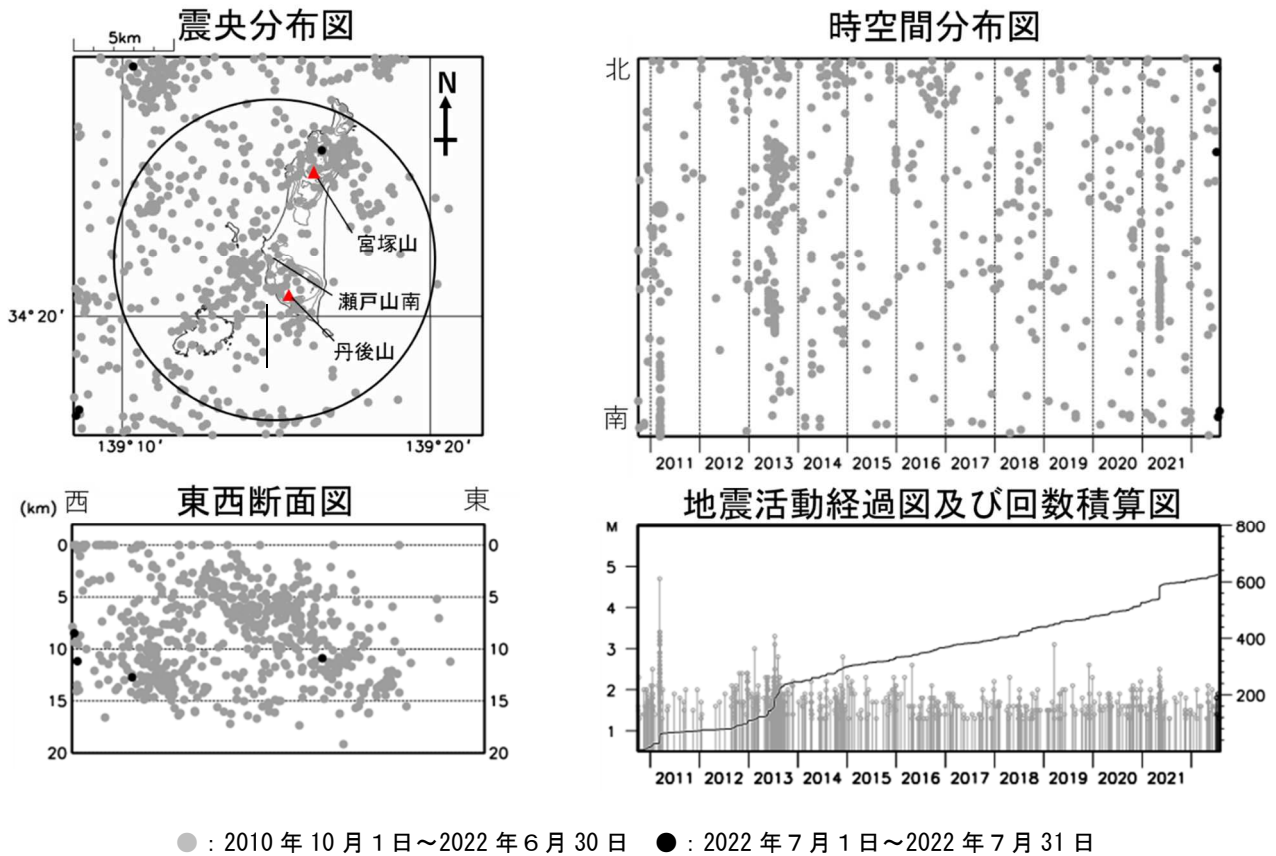 震央分布図
5km
N
宮塚山
瀬戸山南
丹後山
34°20′
139°10′
139°20′
時空間分布図
北
南
2011 2012 2013 2014 2015 2016 2017 2018 2019 2020 2021
東西断面図
(km) 西 東
0 0
5 5
10 10
15 15
20 20
地震活動経過図及び回数積算図
M
5
4
3
2
1
800
600
400
200
2011 2012 2013 2014 2015 2016 2017 2018 2019 2020 2021
●：2010年10月1日～2022年6月30日 ●：2022年7月1日～2022年7月31日